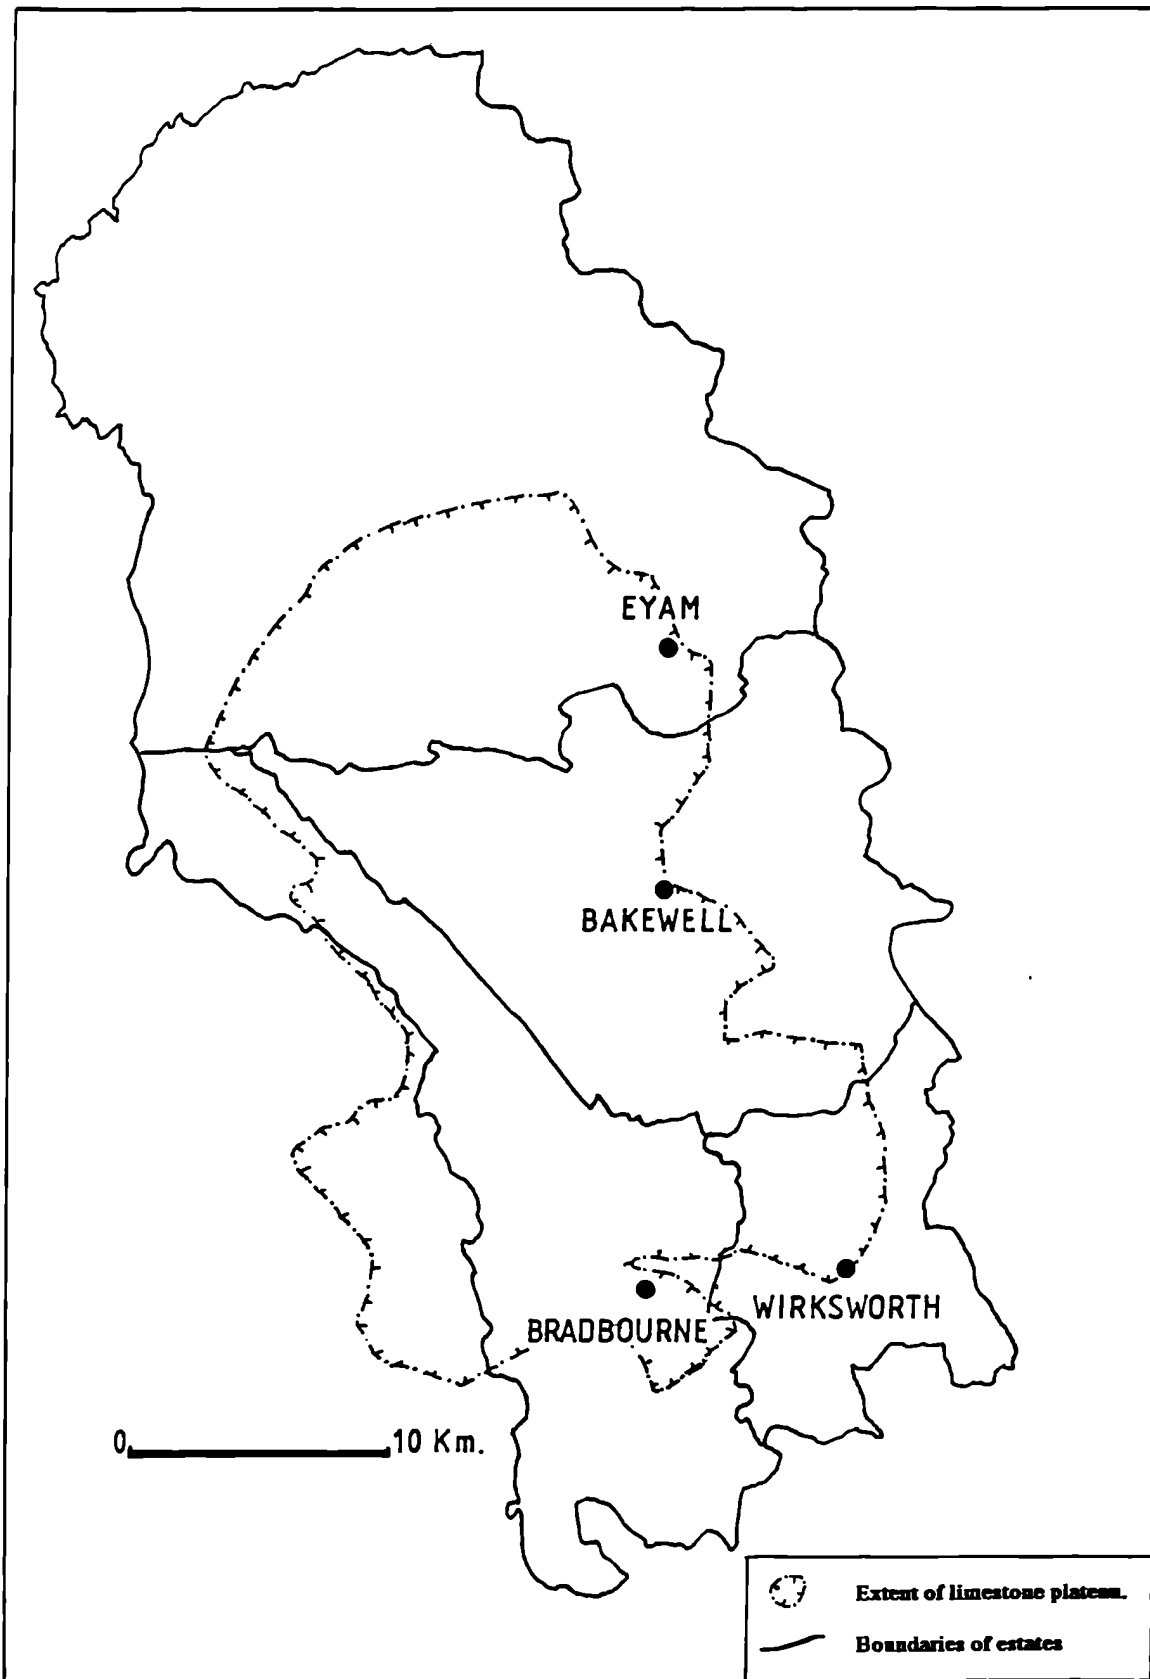 EYAM
BAKEWELL
WIRKSWORTH
BRADBOURNE
0 10 Km.
Extent of limestone plateau.
Boundaries of estates